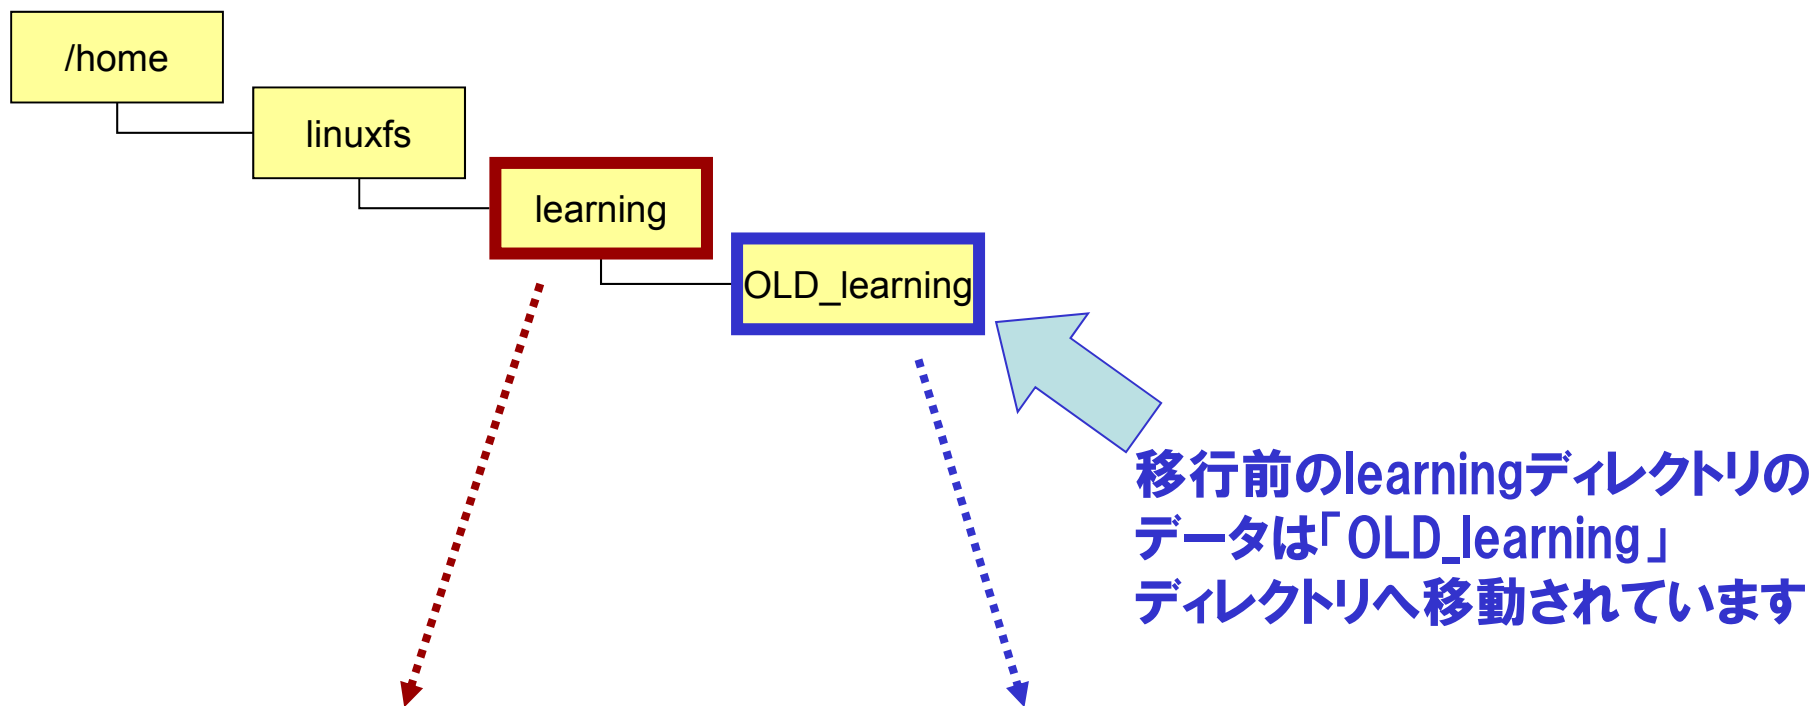 /home
linuxfs
learning
OLD_learning
移行前のlearningディレクトリの
データは「OLD_learning」
ディレクトリへ移動されています